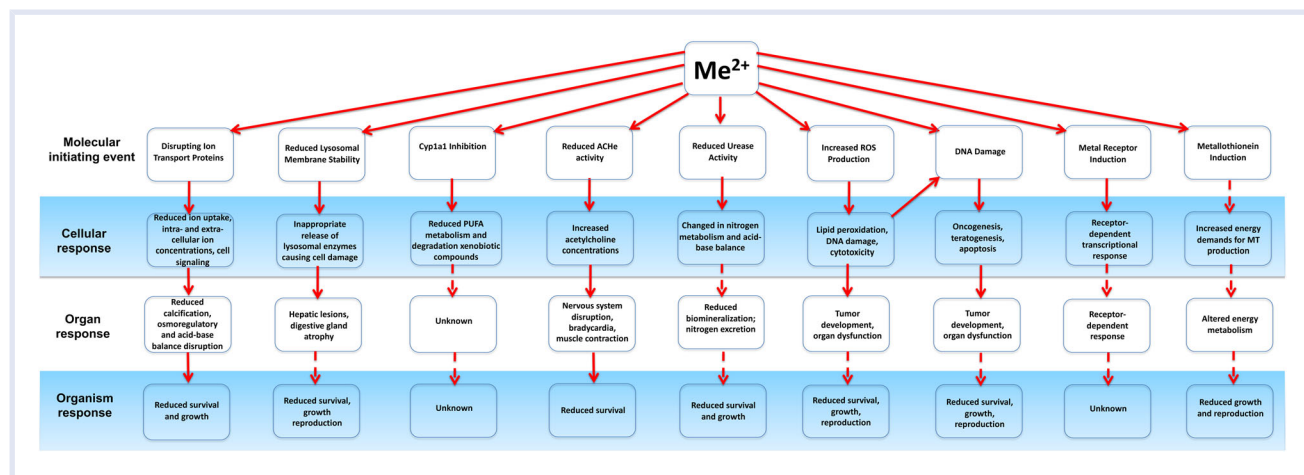 Me2+
Molecular
initiating event
Disrupting Ion
Transport Proteins
Reduced Lysosomal
Membrane Stability
Cyp1a1 Inhibition
Reduced ACHe
activity
Reduced Urease
Activity
Increased ROS
Production
DNA Damage
Metal Receptor
Induction
Metallothionein
Induction
Cellular
response
Reduced ion uptake,
intra- and extra-
cellular ion
concentrations, cell
signaling
Inappropriate
release of
lysosomal enzymes
causing cell damage
Reduced PUFA
metabolism and
degradation xenobiotic
compounds
Increased
acetylcholine
concentrations
Changed in nitrogen
metabolism and acid-
base balance
Lipid peroxidation,
DNA damage,
cytotoxicity
Oncogenesis,
teratogenesis,
apoptosis
Receptor-
dependent
transcriptional
response
Increased energy
demands for MT
production
Organ
response
Reduced
calcification,
osmoregulatory
and acid-base
balance disruption
Hepatic lesions,
digestive gland
atrophy
Unknown
Nervous system
disruption,
bradycardia,
muscle contraction
Reduced
biomineralization;
nitrogen excretion
Tumor
development,
organ dysfunction
Tumor
development,
organ dysfunction
Receptor-
dependent
response
Altered energy
metabolism
Organism
response
Reduced survival
and growth
Reduced survival,
growth
reproduction
Unknown
Reduced survival
Reduced survival
and growth
Reduced survival,
growth,
reproduction
Reduced survival,
growth,
reproduction
Unknown
Reduced growth
and reproduction